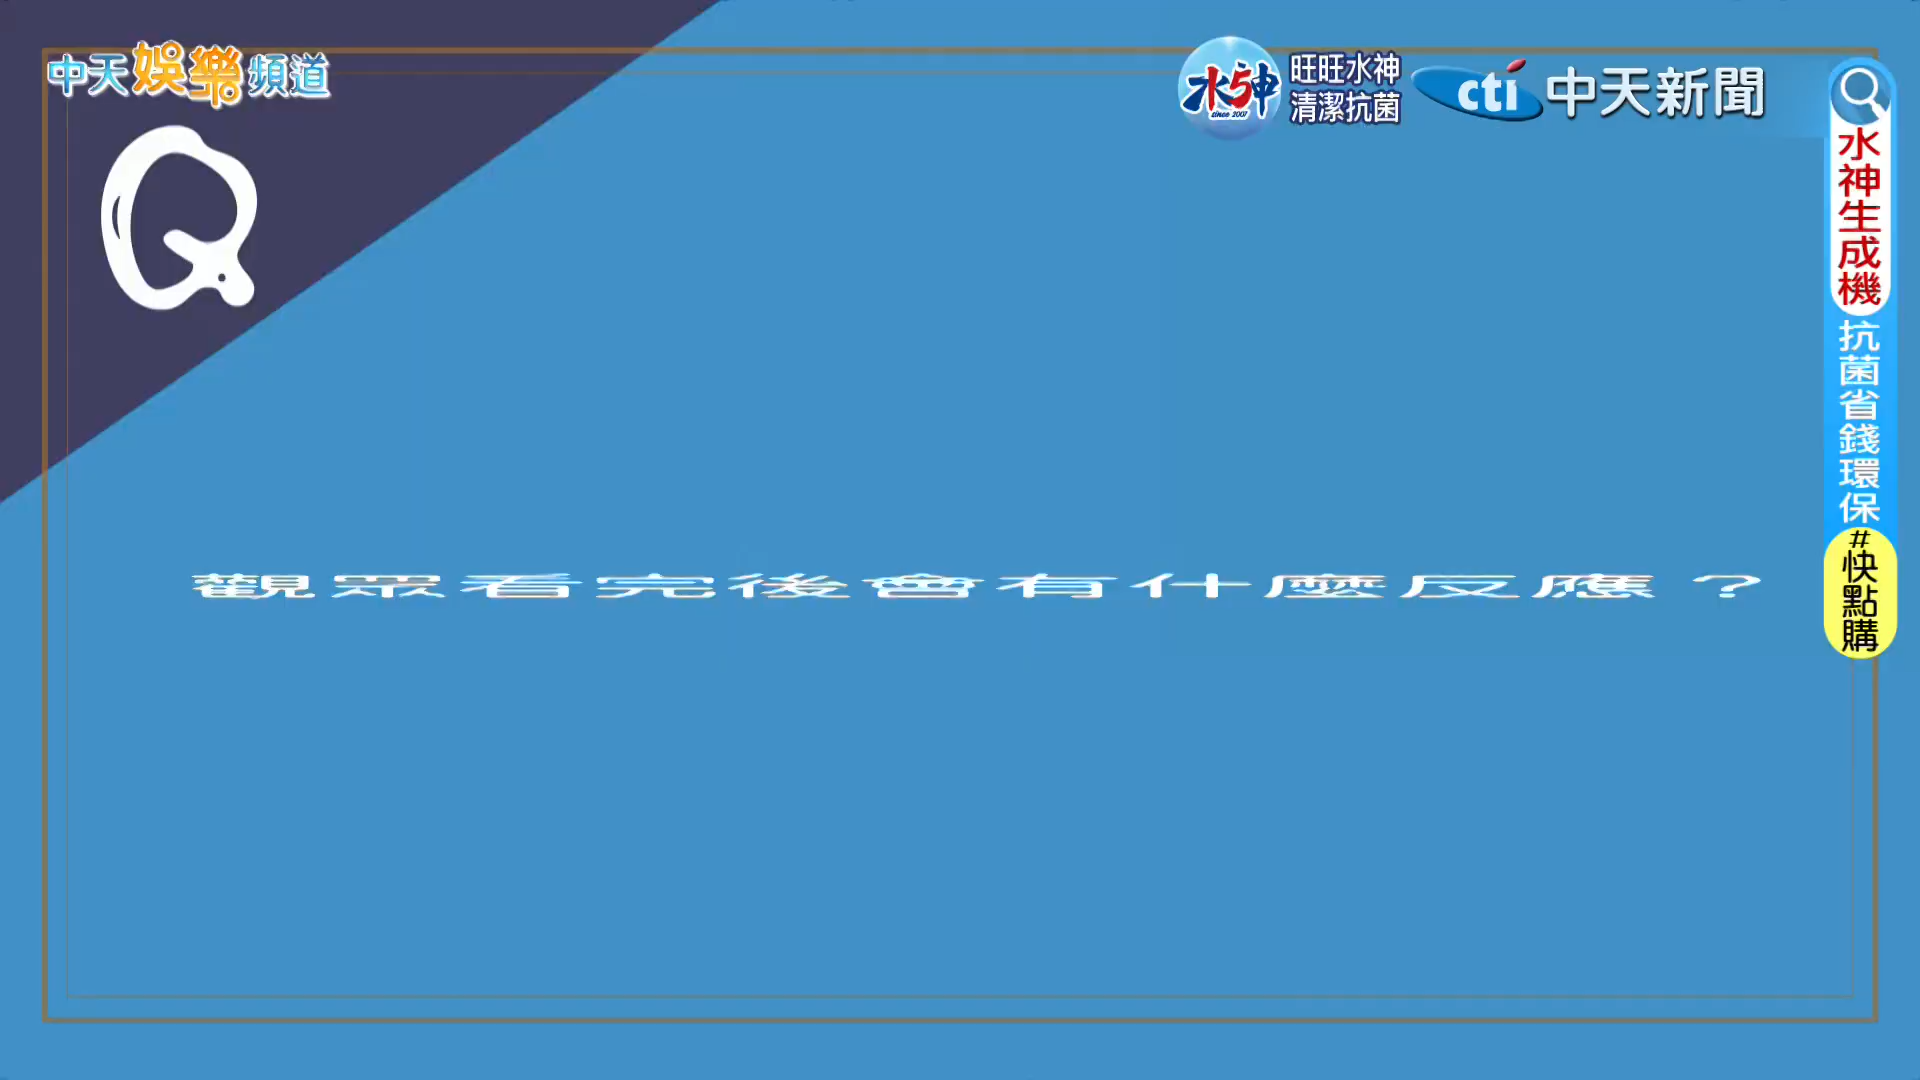 中天娛樂頻道
水神
since 2007
旺旺水神
清潔抗菌
cti 中天新聞
Q
觀眾看完後會有什麼反應？
水神生成機
抗菌省錢環保
#快點購